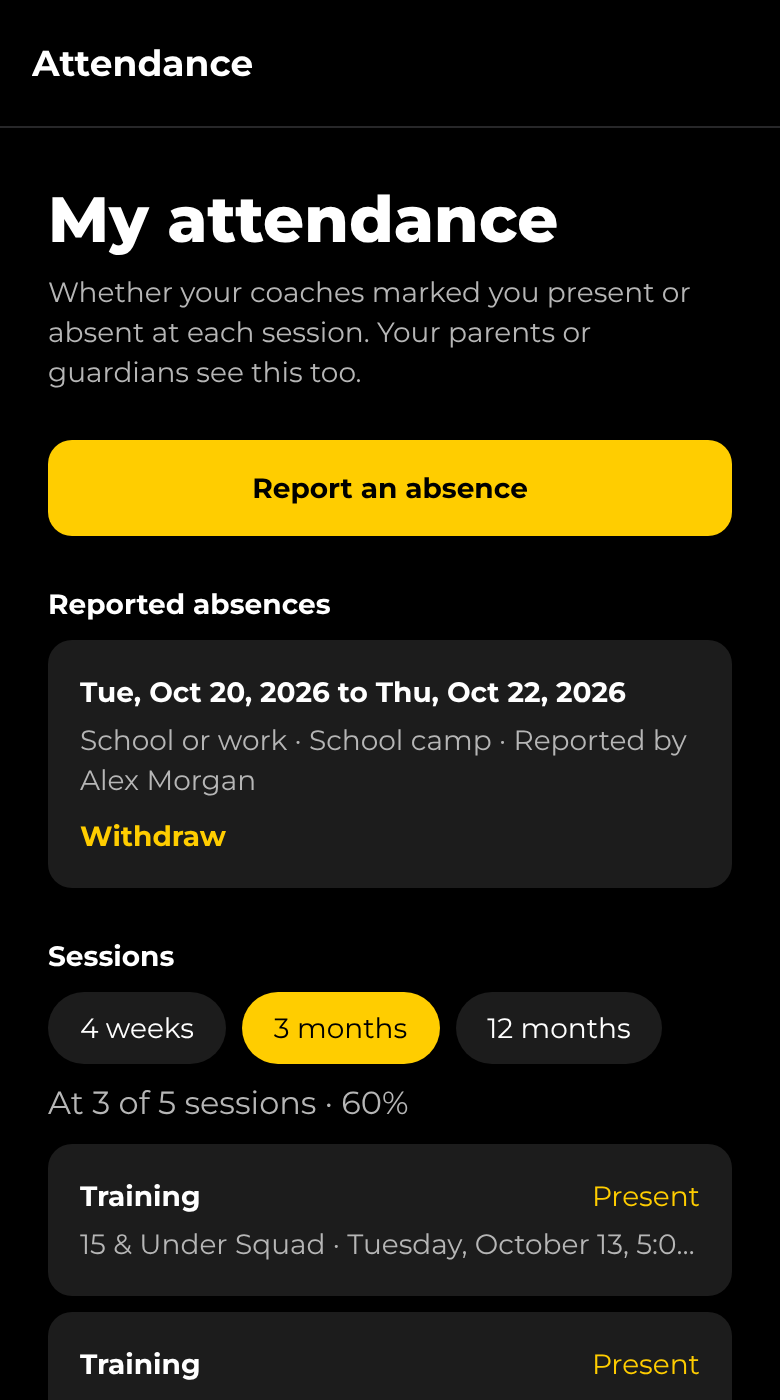 Attendance
My attendance
Whether your coaches marked you present or
absent at each session. Your parents or
guardians see this too.
Report an absence
Reported absences
Tue, Oct 20, 2026 to Thu, Oct 22, 2026
School or work · School camp · Reported by
Alex Morgan
Withdraw
Sessions
4 weeks 3 months 12 months
At 3 of 5 sessions · 60%
Training Present
15 & Under Squad · Tuesday, October 13, 5:0...
Training Present